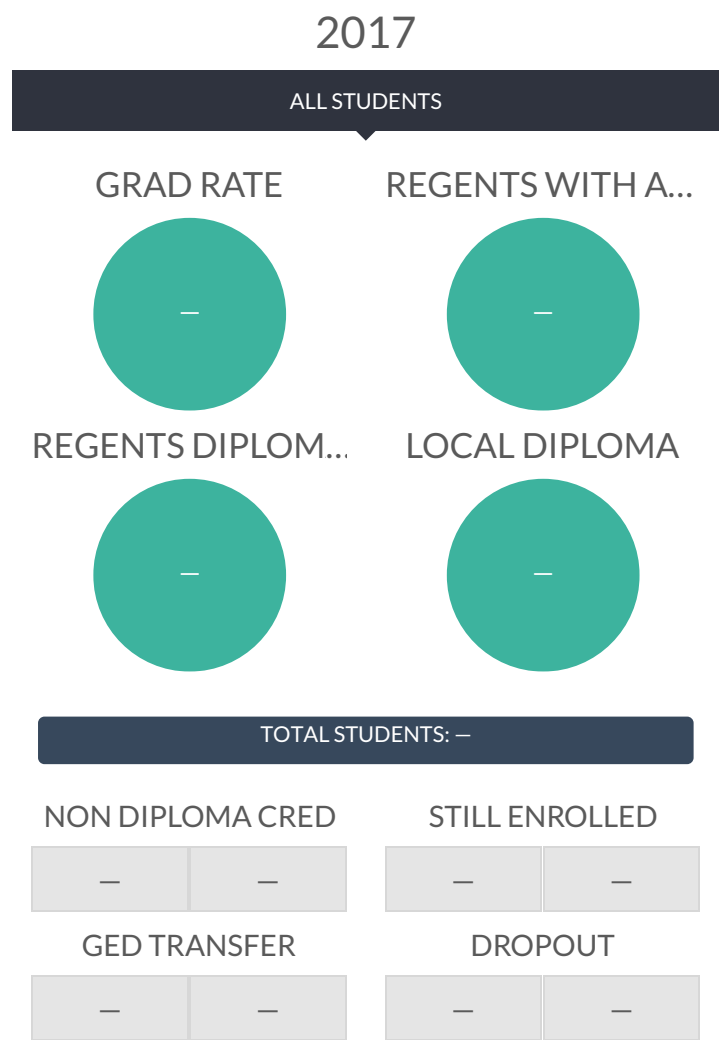 2017
ALL STUDENTS
GRAD RATE
REGENTS WITH A...
—
—
REGENTS DIPLOM...
LOCAL DIPLOMA
—
—
TOTAL STUDENTS: —
NON DIPLOMA CRED
STILL ENROLLED
— —
— —
GED TRANSFER
DROPOUT
— —
— —